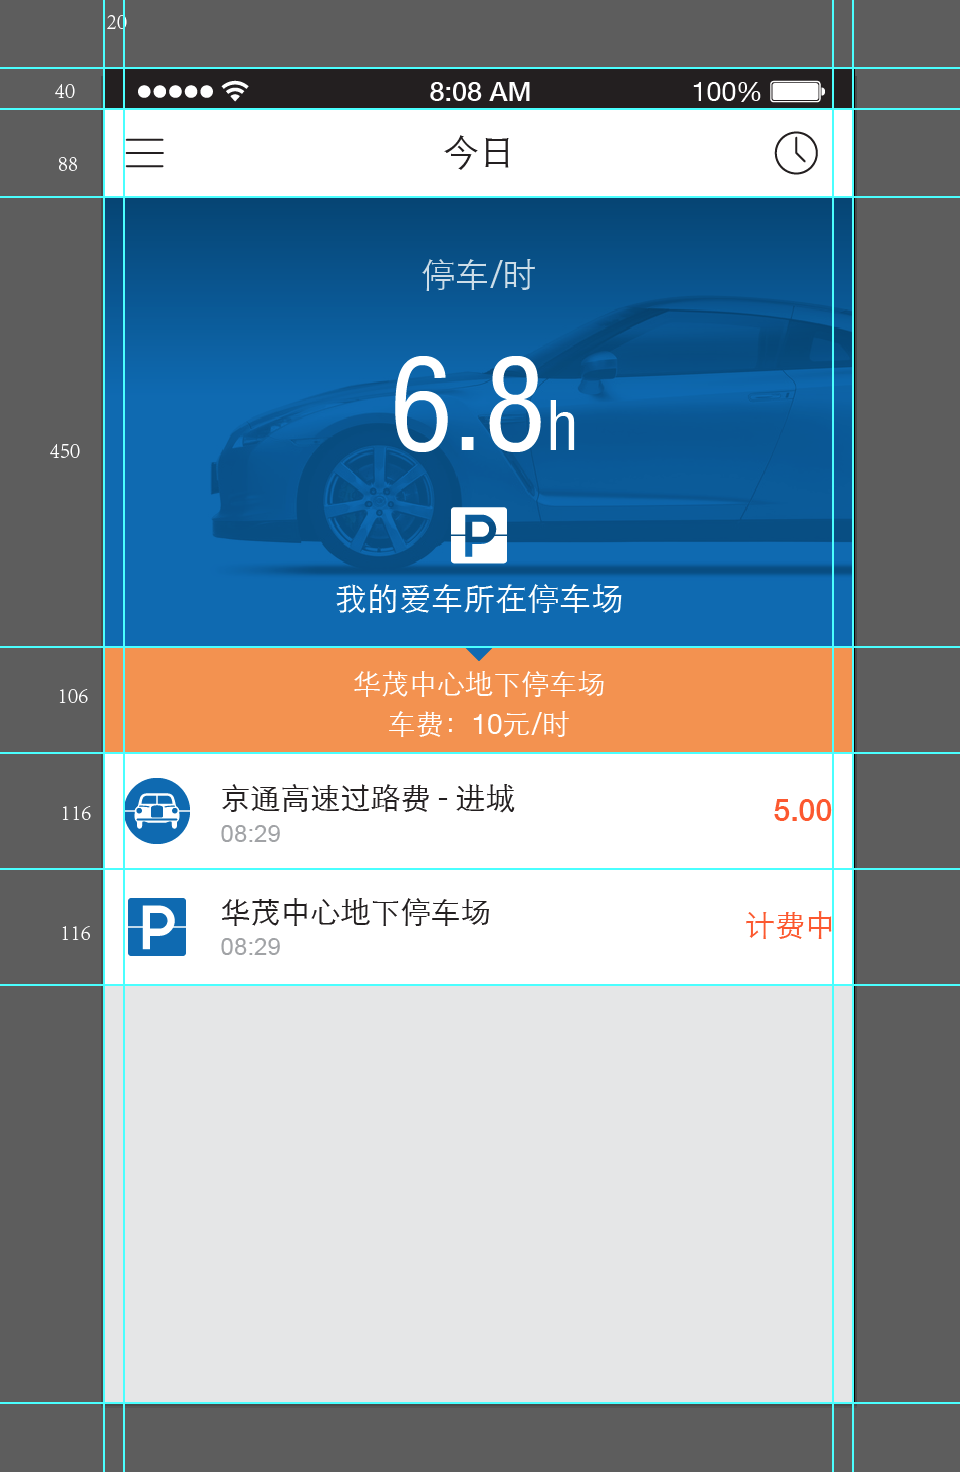 20
40
8:08 AM
100%
88
今日
停车/时
6.8h
450
P
我的爱车所在停车场
106
华茂中心地下停车场
车费：10元/时
116
京通高速过路费 - 进城
08:29
5.00
116
P
华茂中心地下停车场
08:29
计费中